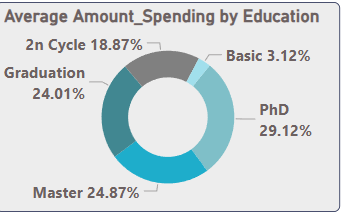 Average Amount_Spending by Education
2n Cycle 18.87%
Basic 3.12%
Graduation
24.01%
PhD
29.12%
Master 24.87%